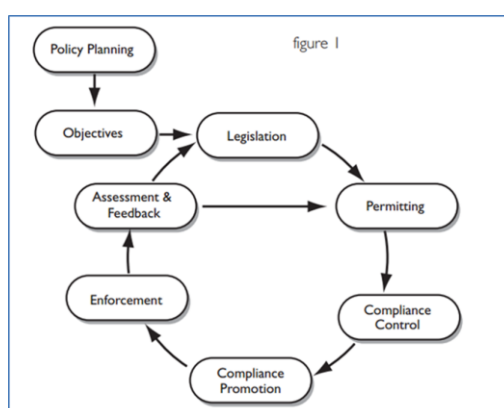 figure 1
Policy Planning
Objectives
Legislation
Assessment &
Feedback
Permitting
Enforcement
Compliance
Control
Compliance
Promotion